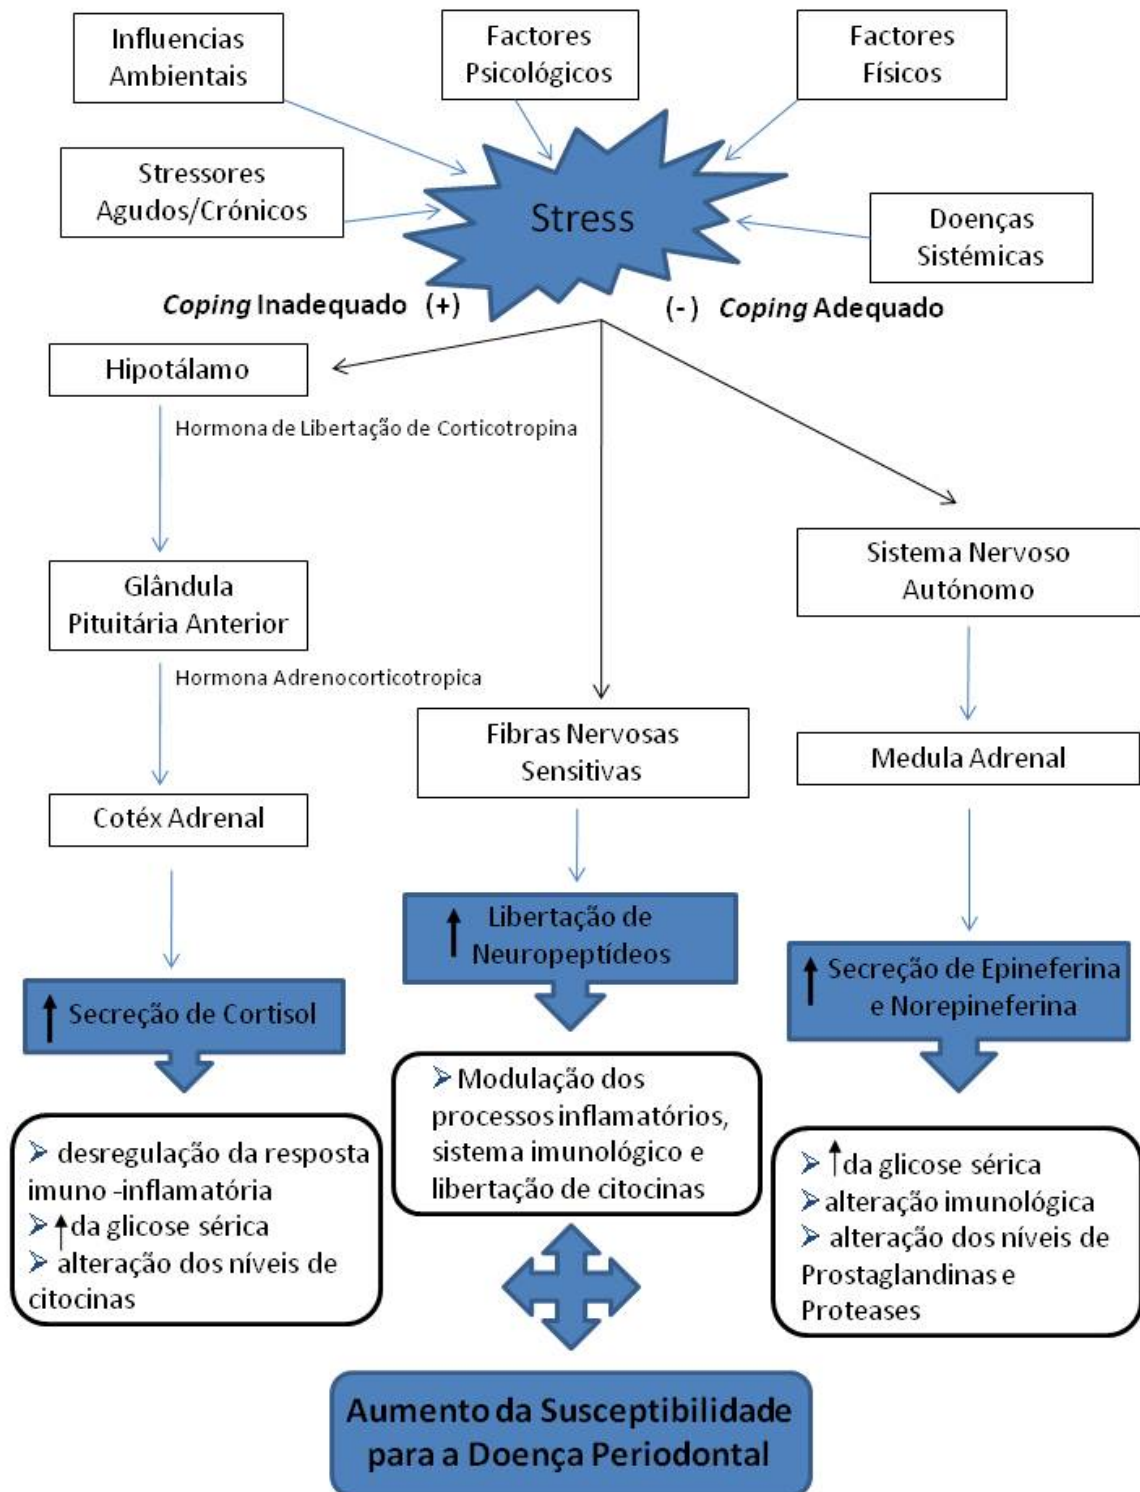 Influencias
Ambientais
Factores
Psicológicos
Factores
Físicos
Stressores
Agudos/Crónicos
Stress
Doenças
Sistémicas
Coping Inadequado (+)
(-) Coping Adequado
Hipotálamo
Hormona de Libertação de Corticotropina
Glândula
Pituitária Anterior
Hormona Adrenocorticotropica
Cotéx Adrenal
Fibras Nervosas
Sensitivas
Sistema Nervoso
Autónomo
Medula Adrenal
Secreção de Cortisol
Libertação de
Neuropeptídeos
Secreção de Epineferina
e Norepineferina
desregulação da resposta
imuno -inflamatória
da glicose sérica
alteração dos níveis de
citocinas
Modulação dos
processos inflamatórios,
sistema imunológico e
libertação de citocinas
da glicose sérica
alteração imunológica
alteração dos níveis de
Prostaglandinas e
Proteases
Aumento da Susceptibilidade
para a Doença Periodontal